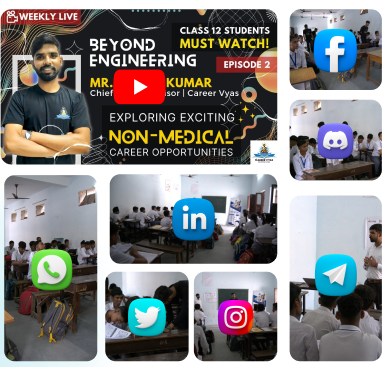 WEEKLY LIVE
CLASS 12 STUDENTS
MUST WATCH!
BEYOND
ENGINEERING
EPISODE 2
MR. KUMAR
Chief | Career Vyas
EXPLORING EXCITING
NON-MEDICAL
CAREER OPPORTUNITIES
in